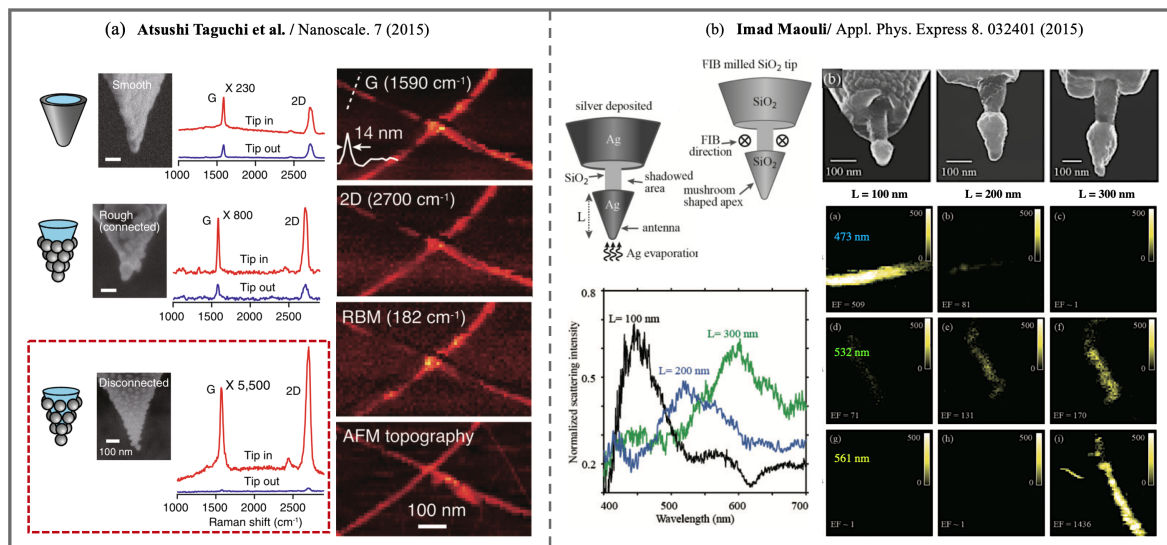 (a) Atsushi Taguchi et al. / Nanoscale. 7 (2015)
Smooth
G
X 230
2D
Tip in
Tip out
1000 1500 2000 2500
Rough
(connected)
G
X 800
2D
Tip in
Tip out
1000 1500 2000 2500
Disconnected
100 nm
G
X 5,500
2D
Tip in
Tip out
1000 1500 2000 2500
Raman shift (cm-1)
G (1590 cm-1)
14 nm
2D (2700 cm-1)
RBM (182 cm-1)
AFM topography
100 nm
(b) Imad Maouli/ Appl. Phys. Express 8. 032401 (2015)
FIB milled SiO2 tip
SiO2
silver deposited
Ag
FIB
direction
SiO2
SiO2
shadowed
area
mushroom
shaped apex
L
Ag
antenna
Ag evaporation
0.8
0.5
0.2
Normalized scattering intensity
L= 100 nm
L= 300 nm
L= 200 nm
400 500 600 700
Wavelength (nm)
(b)
100 nm
100 nm
100 nm
L = 100 nm L = 200 nm L = 300 nm
(a)
473 nm
500
0
EF = 509
(b)
500
0
EF = 81
(c)
500
0
EF ~ 1
(d)
532 nm
500
0
EF = 71
(e)
500
0
EF = 131
(f)
500
0
EF = 170
(g)
561 nm
500
0
EF ~ 1
(h)
500
0
EF ~ 1
(i)
500
0
EF = 1436